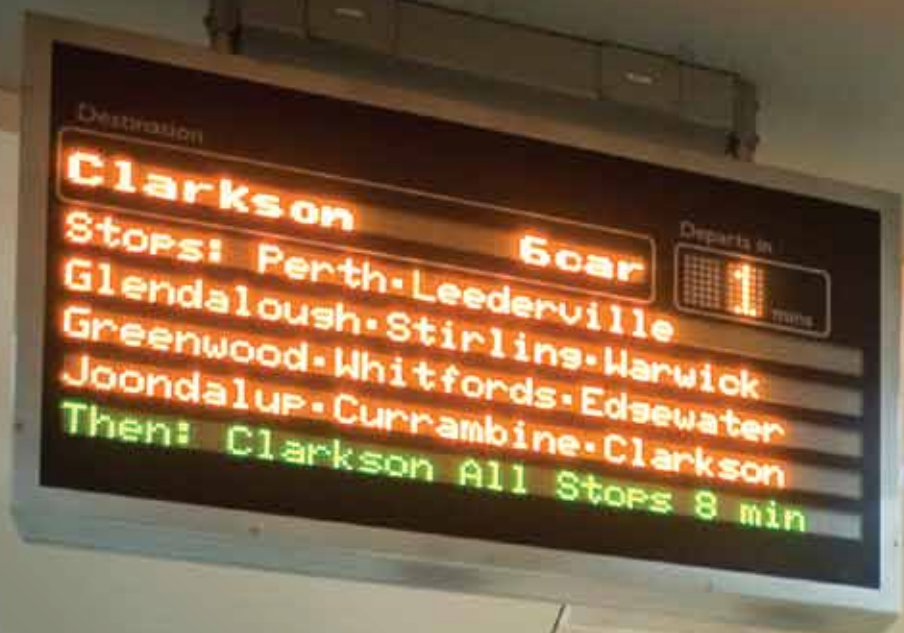 Destination
Clarkson
6car
Departs in
1
mins
Stops: Perth·Leederville
Glendalough·Stirling·Warwick
Greenwood·Whitfords·Edgewater
Joondalup·Currambine·Clarkson
Then: Clarkson All Stops 8 min